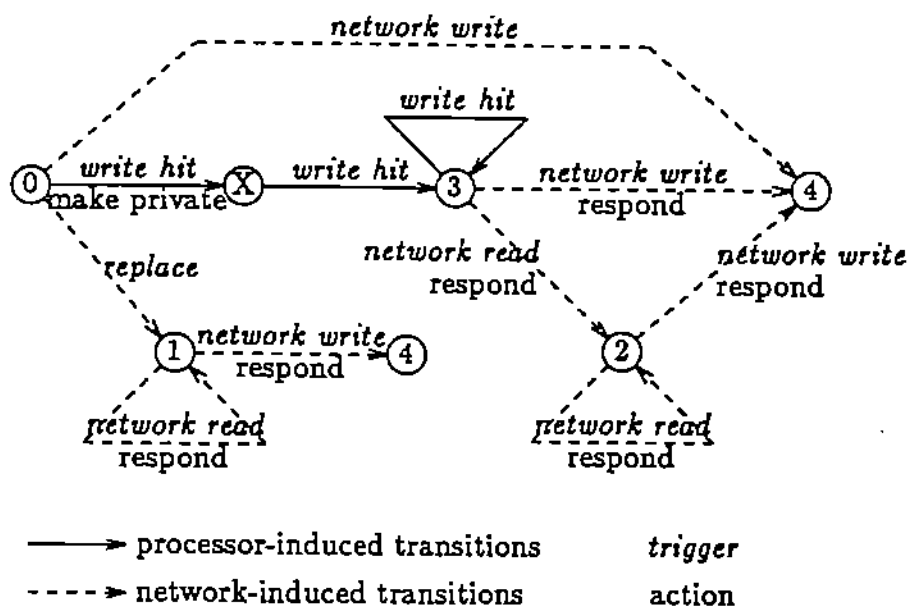 network write
write hit
0 write hit X write hit 3 network write 4
make private respond
network read network write
replace respond respond
1 network write 4 2
respond
network read network read
respond respond
processor-induced transitions trigger
network-induced transitions action